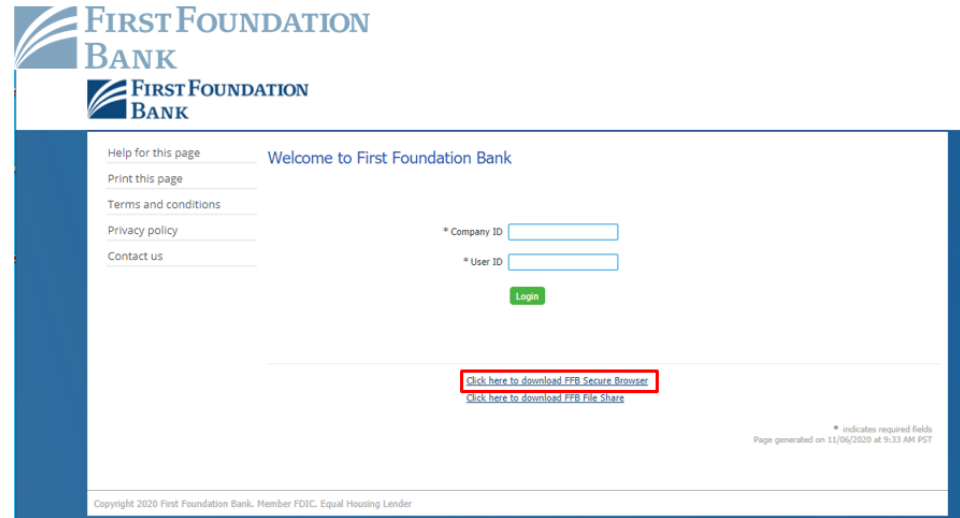 FIRST FOUNDATION
BANK
FIRST FOUNDATION
BANK
Help for this page
Print this page
Terms and conditions
Privacy policy
Contact us
Welcome to First Foundation Bank
* Company ID
* User ID
Login
Click here to download FFB Secure Browser
Click here to download FFB File Share
* indicates required fields
Page generated on 11/06/2020 at 9:33 AM PST
Copyright 2020 First Foundation Bank. Member FDIC. Equal Housing Lender